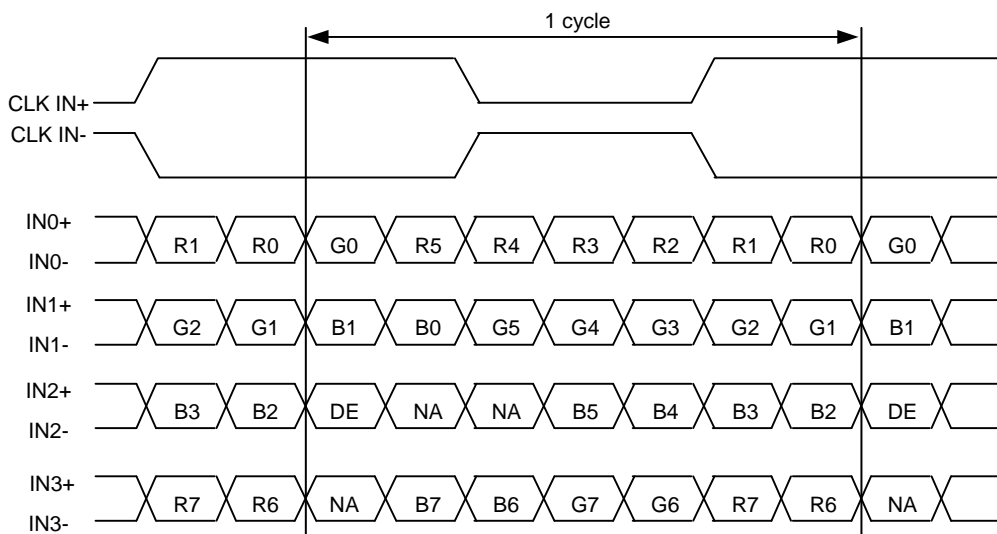 1 cycle
CLK IN+
CLK IN-
IN0+
R1 R0 G0 R5 R4 R3 R2 R1 R0 G0
IN0-
IN1+
G2 G1 B1 B0 G5 G4 G3 G2 G1 B1
IN1-
IN2+
B3 B2 DE NA NA B5 B4 B3 B2 DE
IN2-
IN3+
R7 R6 NA B7 B6 G7 G6 R7 R6 NA
IN3-